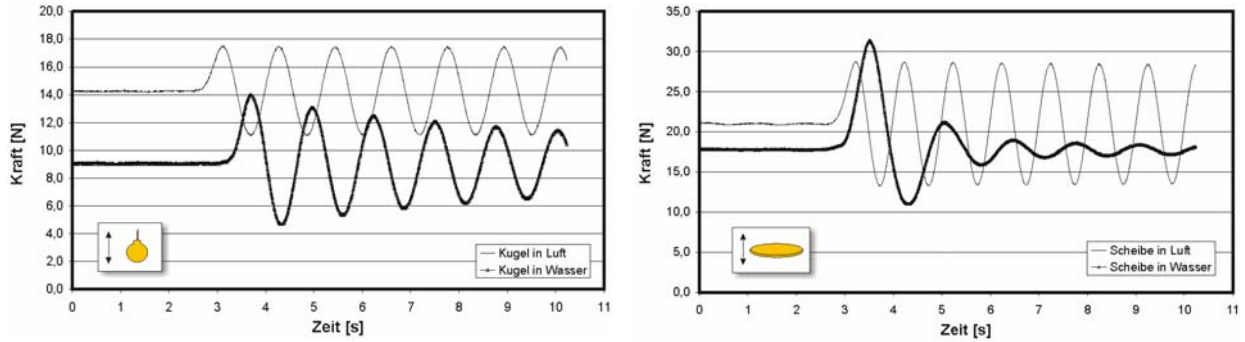 20,0
18,0
16,0
14,0
12,0
10,0
8,0
6,0
4,0
2,0
0,0
Kraft [N]
Kugel in Luft
Kugel in Wasser
0 1 2 3 4 5 6 7 8 9 10 11
Zeit [s]
35,0
30,0
25,0
20,0
15,0
10,0
5,0
0,0
Kraft [N]
Scheibe in Luft
Scheibe in Wasser
0 1 2 3 4 5 6 7 8 9 10 11
Zeit [s]